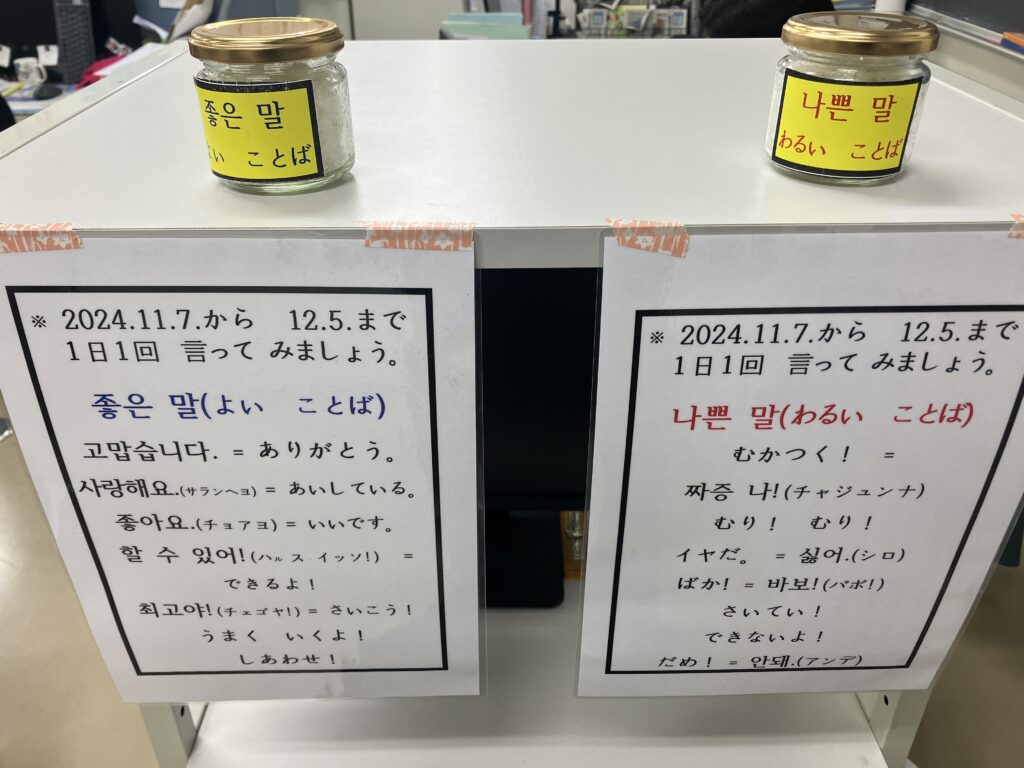 좋은 말
い ことば
나쁜 말
わるい ことば
※ 2024.11.7.から 12.5.まで
1日1回 言って みましょう。
좋은 말(よい ことば)
고맙습니다. = ありがとう。
사랑해요.(サランヘヨ) = あいしている。
좋아요.(チョアヨ) = いいです。
할 수 있어!(ハㇽ ス イッソ!) =
できるよ!
최고야!(チェゴヤ!) = さいこう!
うまく いくよ!
しあわせ!
※ 2024.11.7.から 12.5.まで
1日1回 言って みましょう。
나쁜 말(わるい ことば)
むかつく! =
짜증 나!(チャジュンナ)
むり! むり!
イヤだ。 = 싫어.(シロ)
ばか! = 바보!(パボ!)
さいてい!
できないよ!
だめ! = 안돼.(アンデ)